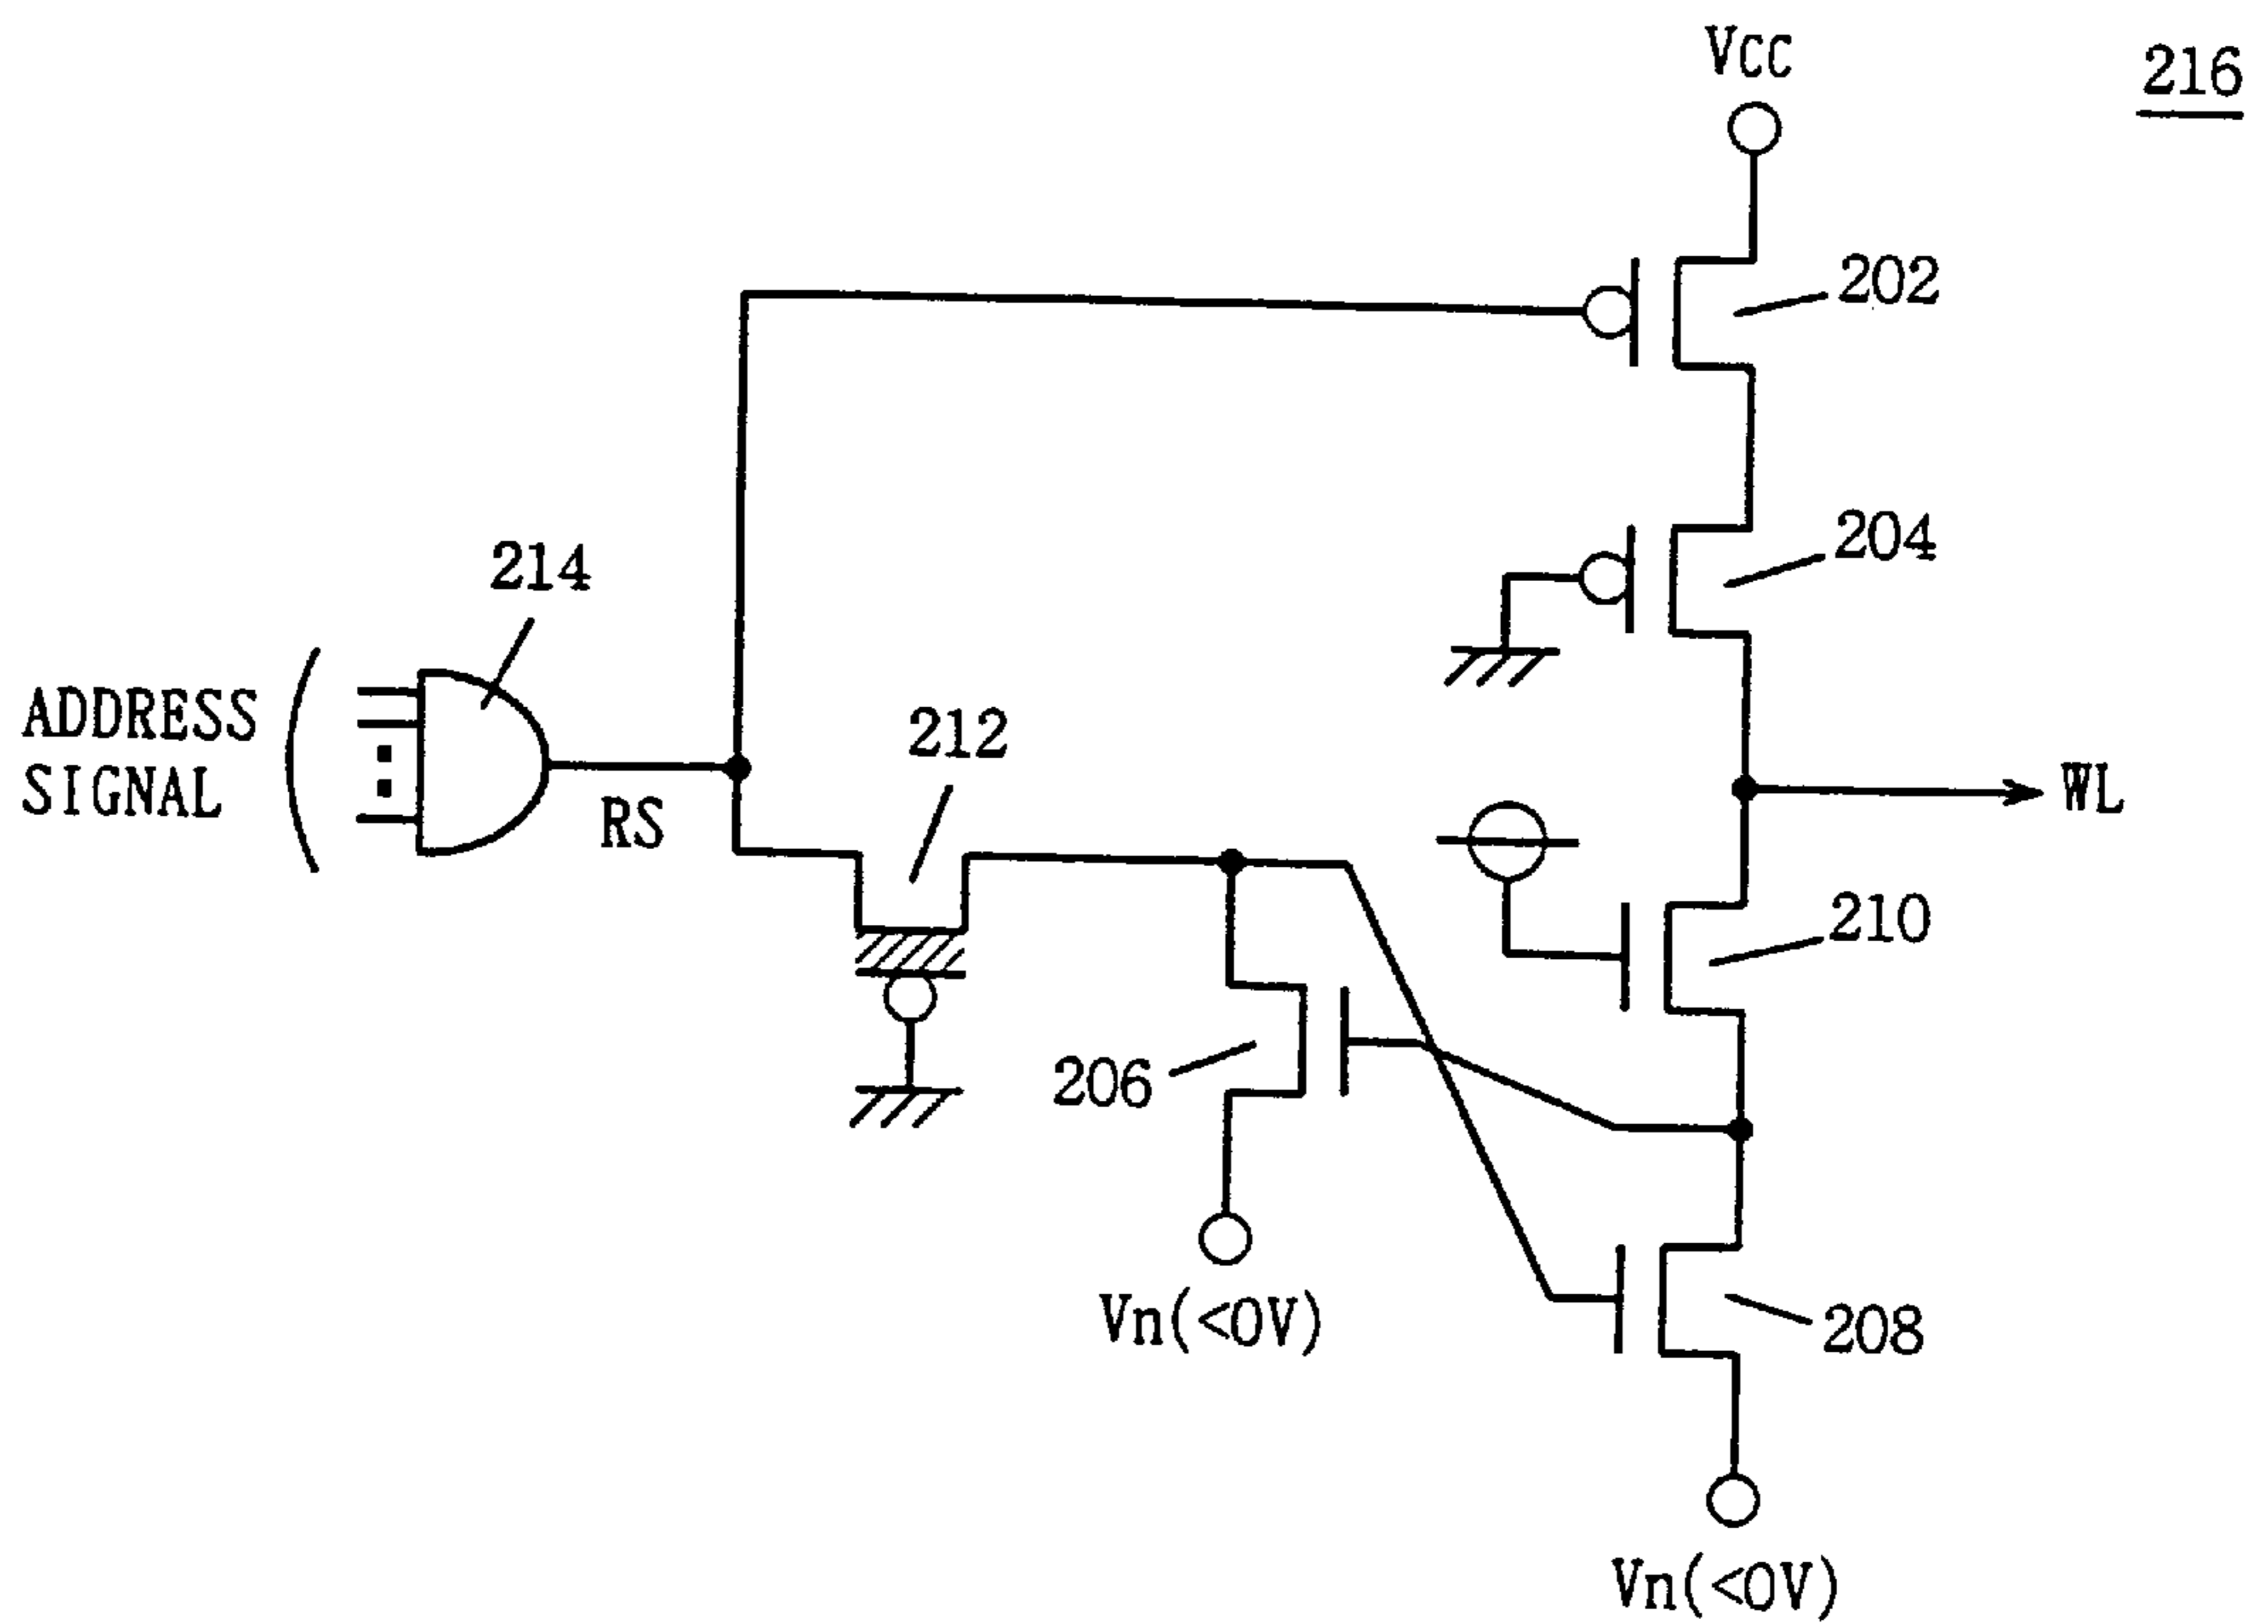 VCC
216
202
204
214
ADDRESS
SIGNAL
212
RS
WL
210
206
208
Vn(<0V)
Vn(<0V)